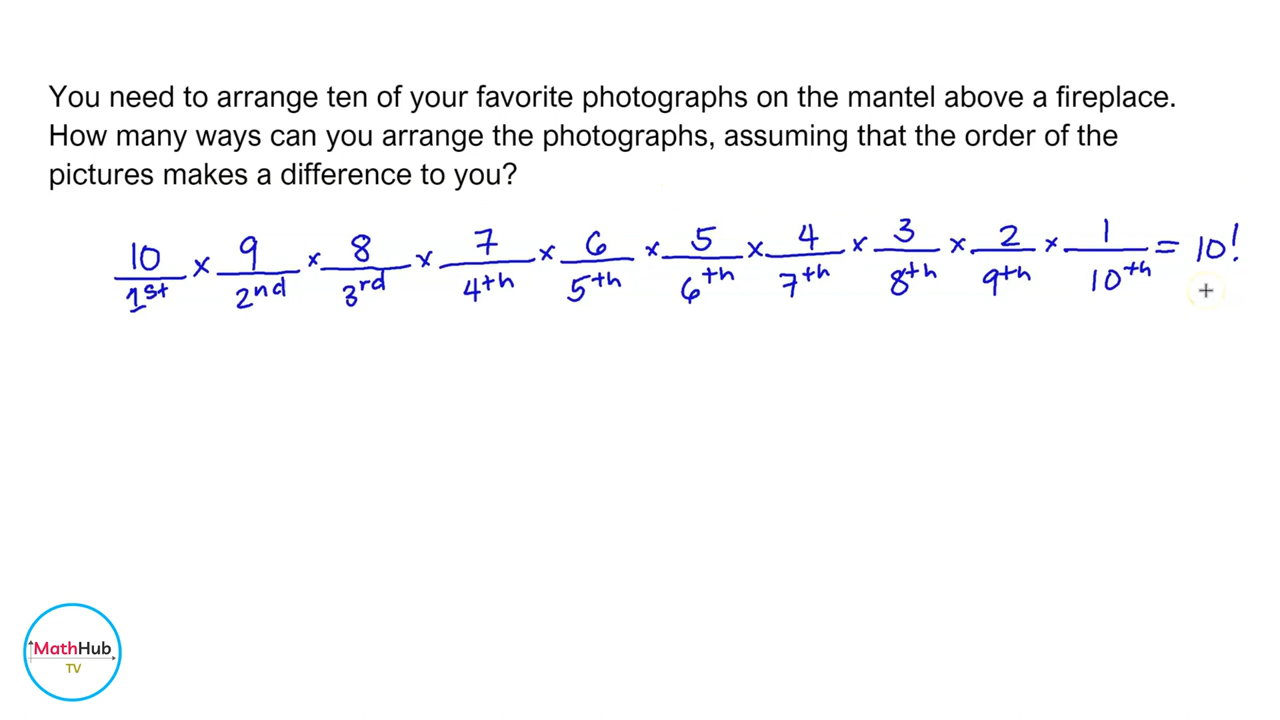 You need to arrange ten of your favorite photographs on the mantel above a fireplace.
How many ways can you arrange the photographs, assuming that the order of the
pictures makes a difference to you?
10 × 9 × 8 × 7 × 6 × 5 × 4 × 3 × 2 × 1 = 10!
1st 2nd 3rd 4th 5th 6th 7th 8th 9th 10th
MathHub
TV